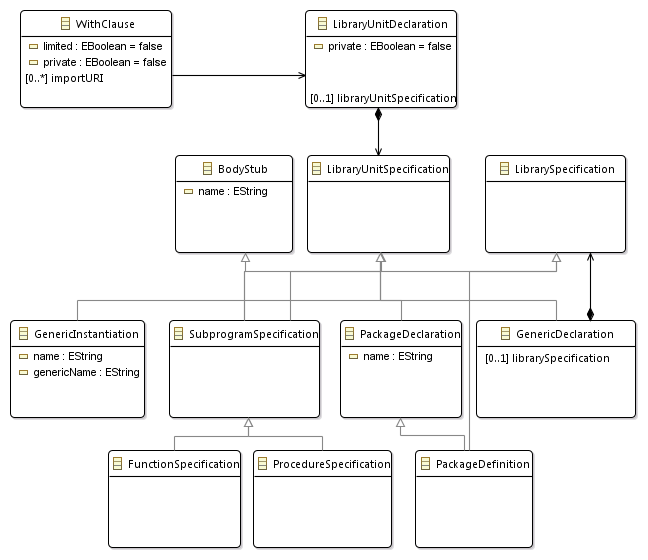 WithClause
limited : EBoolean = false
private : EBoolean = false
[0..*] importURI
LibraryUnitDeclaration
private : EBoolean = false
[0..1] libraryUnitSpecification
BodyStub
name : EString
LibraryUnitSpecification
LibrarySpecification
GenericInstantiation
name : EString
genericName : EString
SubprogramSpecification
PackageDeclaration
name : EString
GenericDeclaration
[0..1] librarySpecification
FunctionSpecification
ProcedureSpecification
PackageDefinition